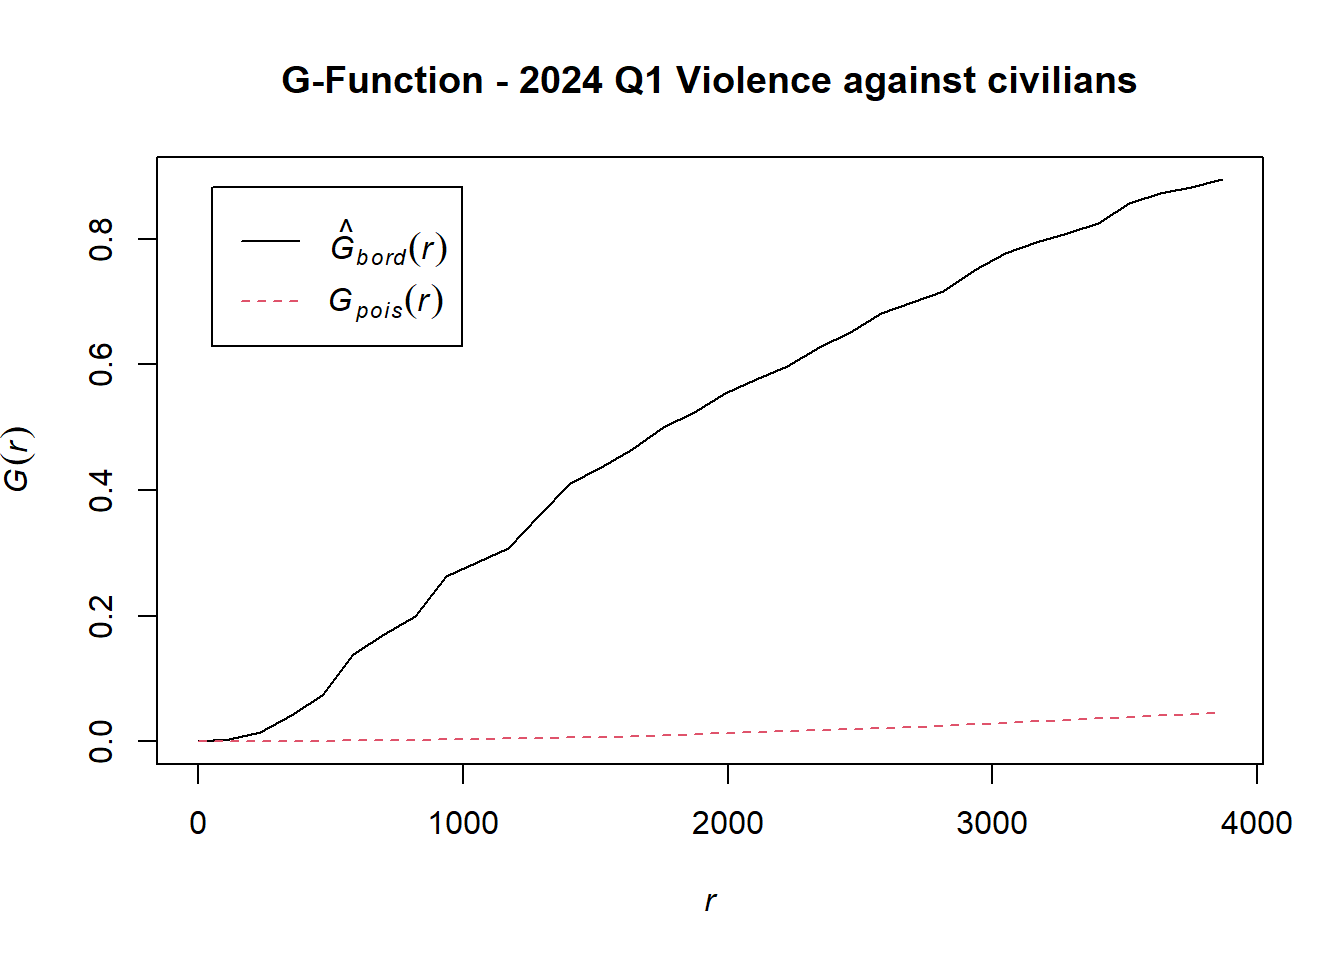 G-Function - 2024 Q1 Violence against civilians
Ĝbord(r)
Gpois(r)
G(r)
0.0 0.2 0.4 0.6 0.8
0 1000 2000 3000 4000
r